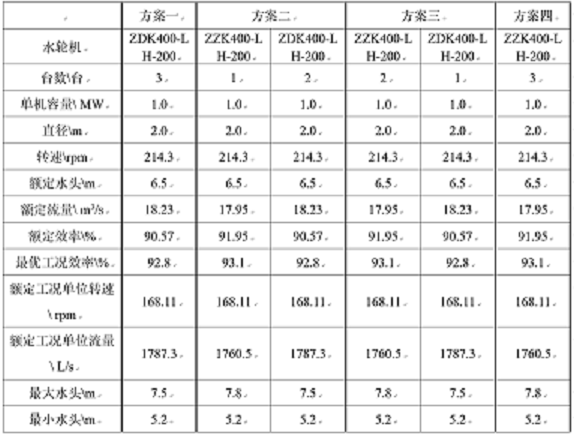 方案一 方案二 方案三 方案四
水轮机 ZDK400-L ZZK400-L ZDK400-L ZZK400-L ZDK400-L ZZK400-L
H-200 H-200 H-200 H-200 H-200 H-200
台数\台 3 1 2 2 1 3
单机容量\ MW 1.0 1.0 1.0 1.0 1.0 1.0
直径\m 2.0 2.0 2.0 2.0 2.0 2.0
转速\rpm 214.3 214.3 214.3 214.3 214.3 214.3
额定水头\m 6.5 6.5 6.5 6.5 6.5 6.5
额定流量\ m³/s 18.23 17.95 18.23 17.95 18.23 17.95
额定效率\% 90.57 91.95 90.57 91.95 90.57 91.95
最优工况效率\% 92.8 93.1 92.8 93.1 92.8 93.1
额定工况单位转速
\ rpm 168.11 168.11 168.11 168.11 168.11 168.11
额定工况单位流量
\ L/s 1787.3 1760.5 1787.3 1760.5 1787.3 1760.5
最大水头\m 7.5 7.8 7.5 7.8 7.5 7.8
最小水头\m 5.2 5.2 5.2 5.2 5.2 5.2